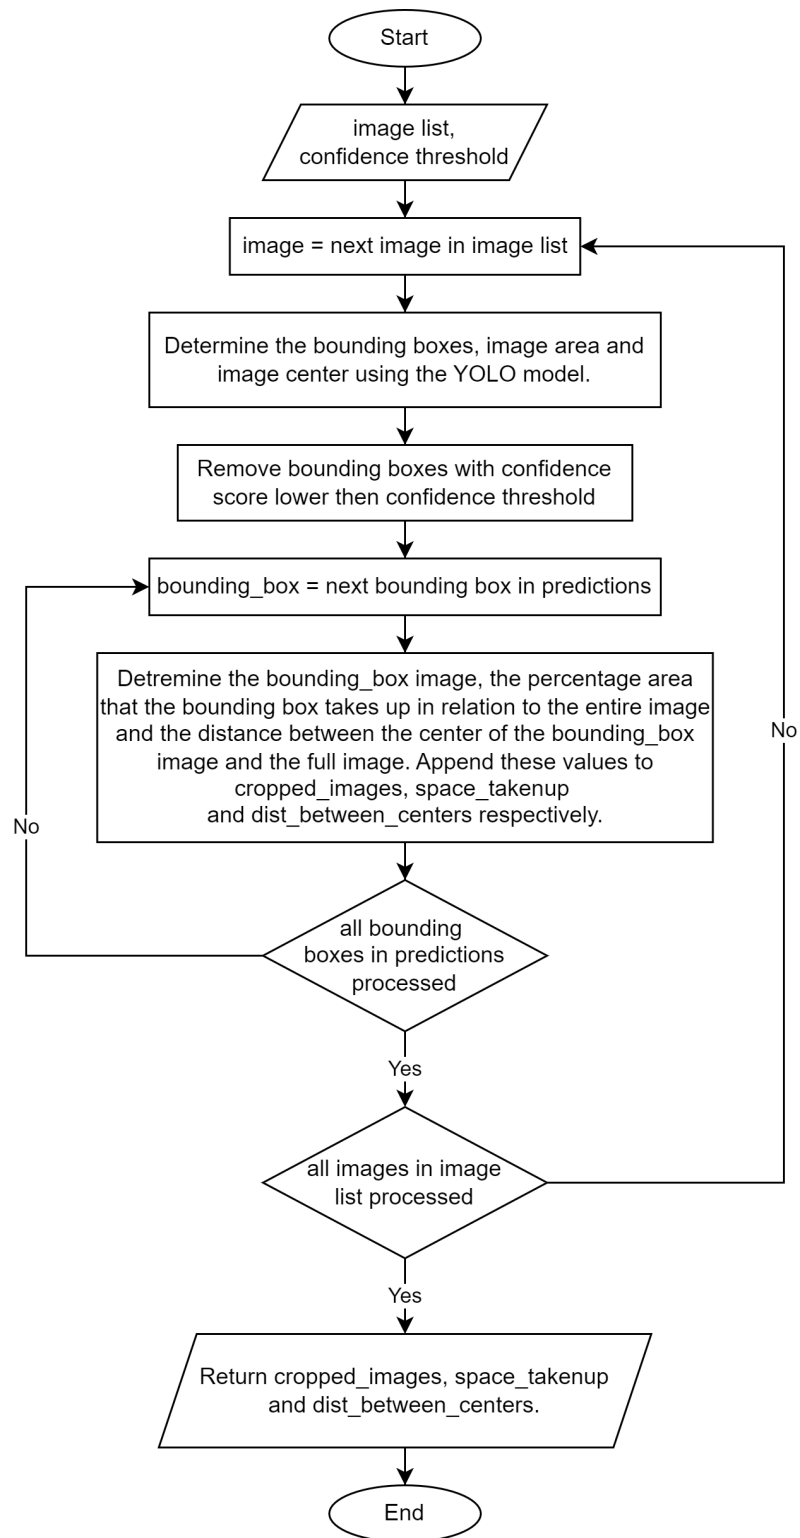 Start
image list,
confidence threshold
image = next image in image list
Determine the bounding boxes, image area and
image center using the YOLO model.
Remove bounding boxes with confidence
score lower then confidence threshold
bounding_box = next bounding box in predictions
Detremine the bounding_box image, the percentage area
that the bounding box takes up in relation to the entire image
and the distance between the center of the bounding_box
image and the full image. Append these values to
cropped_images, space_takenup
and dist_between_centers respectively.
No
No
all bounding
boxes in predictions
processed
Yes
all images in image
list processed
Yes
Return cropped_images, space_takenup
and dist_between_centers.
End